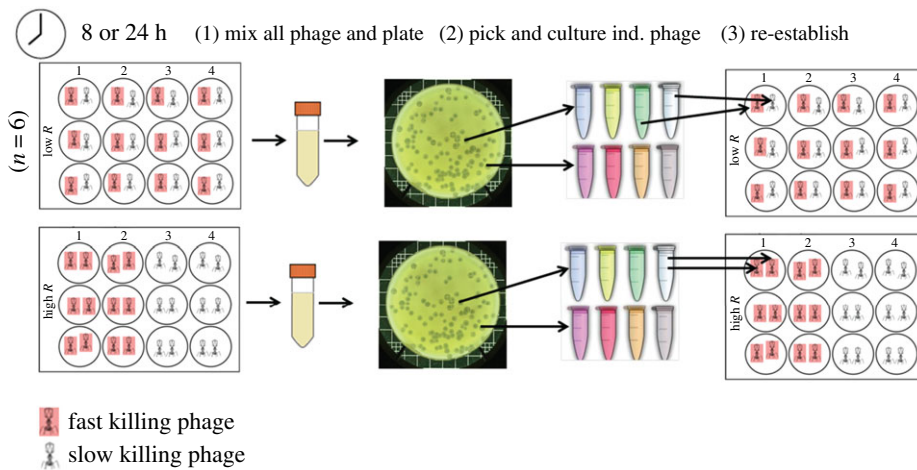 8 or 24 h (1) mix all phage and plate (2) pick and culture ind. phage (3) re-establish
1 2 3 4
1 2 3 4
(n = 6)
low R
low R
1 2 3 4
1 2 3 4
high R
high R
fast killing phage
slow killing phage